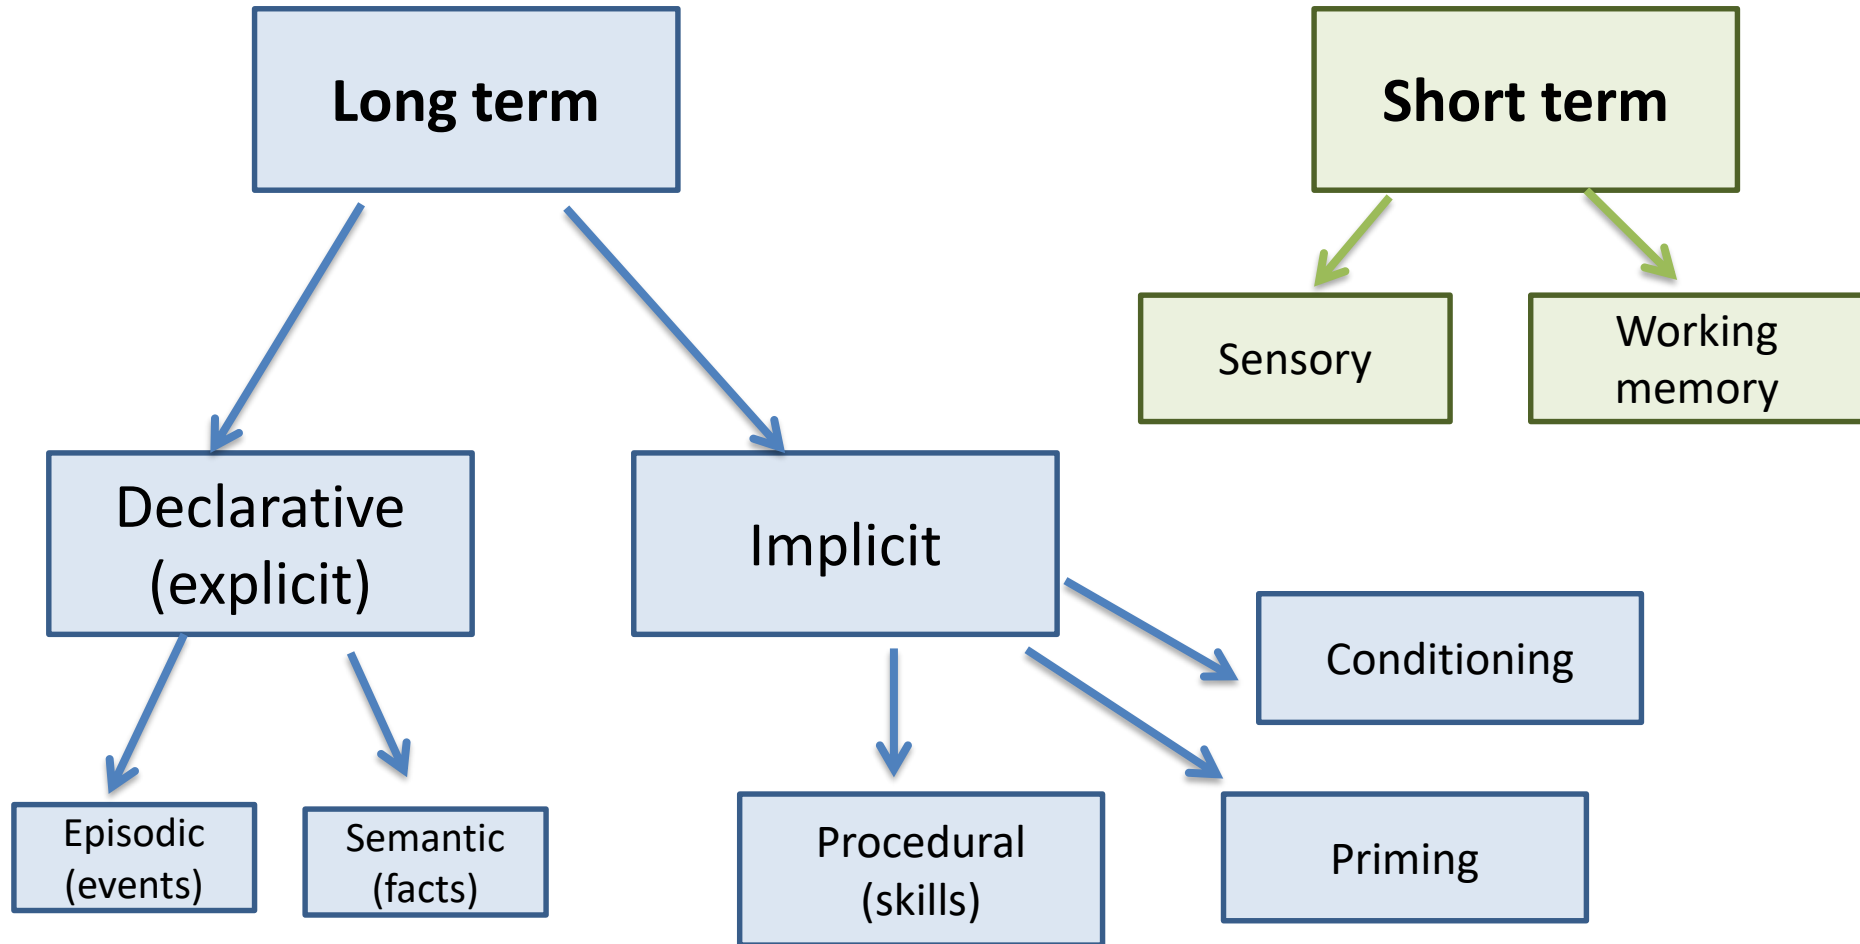 Long term
Short term
Sensory
Working
memory
Declarative
(explicit)
Implicit
Conditioning
Episodic
(events)
Semantic
(facts)
Procedural
(skills)
Priming